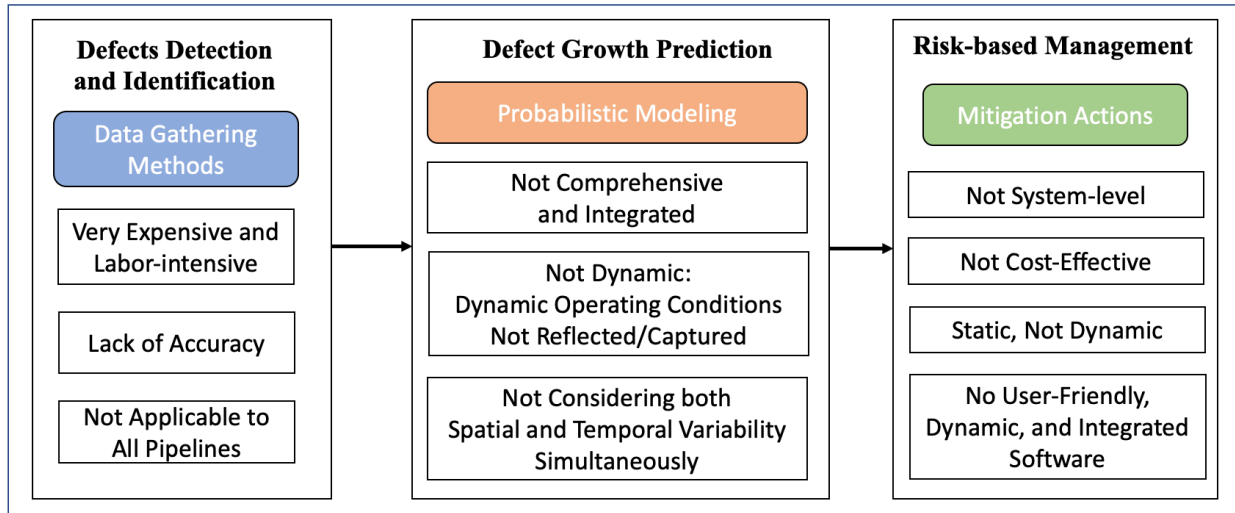 Defects Detection
and Identification
Data Gathering
Methods
Very Expensive and
Labor-intensive
Lack of Accuracy
Not Applicable to
All Pipelines
Defect Growth Prediction
Probabilistic Modeling
Not Comprehensive
and Integrated
Not Dynamic:
Dynamic Operating Conditions
Not Reflected/Captured
Not Considering both
Spatial and Temporal Variability
Simultaneously
Risk-based Management
Mitigation Actions
Not System-level
Not Cost-Effective
Static, Not Dynamic
No User-Friendly,
Dynamic, and Integrated
Software